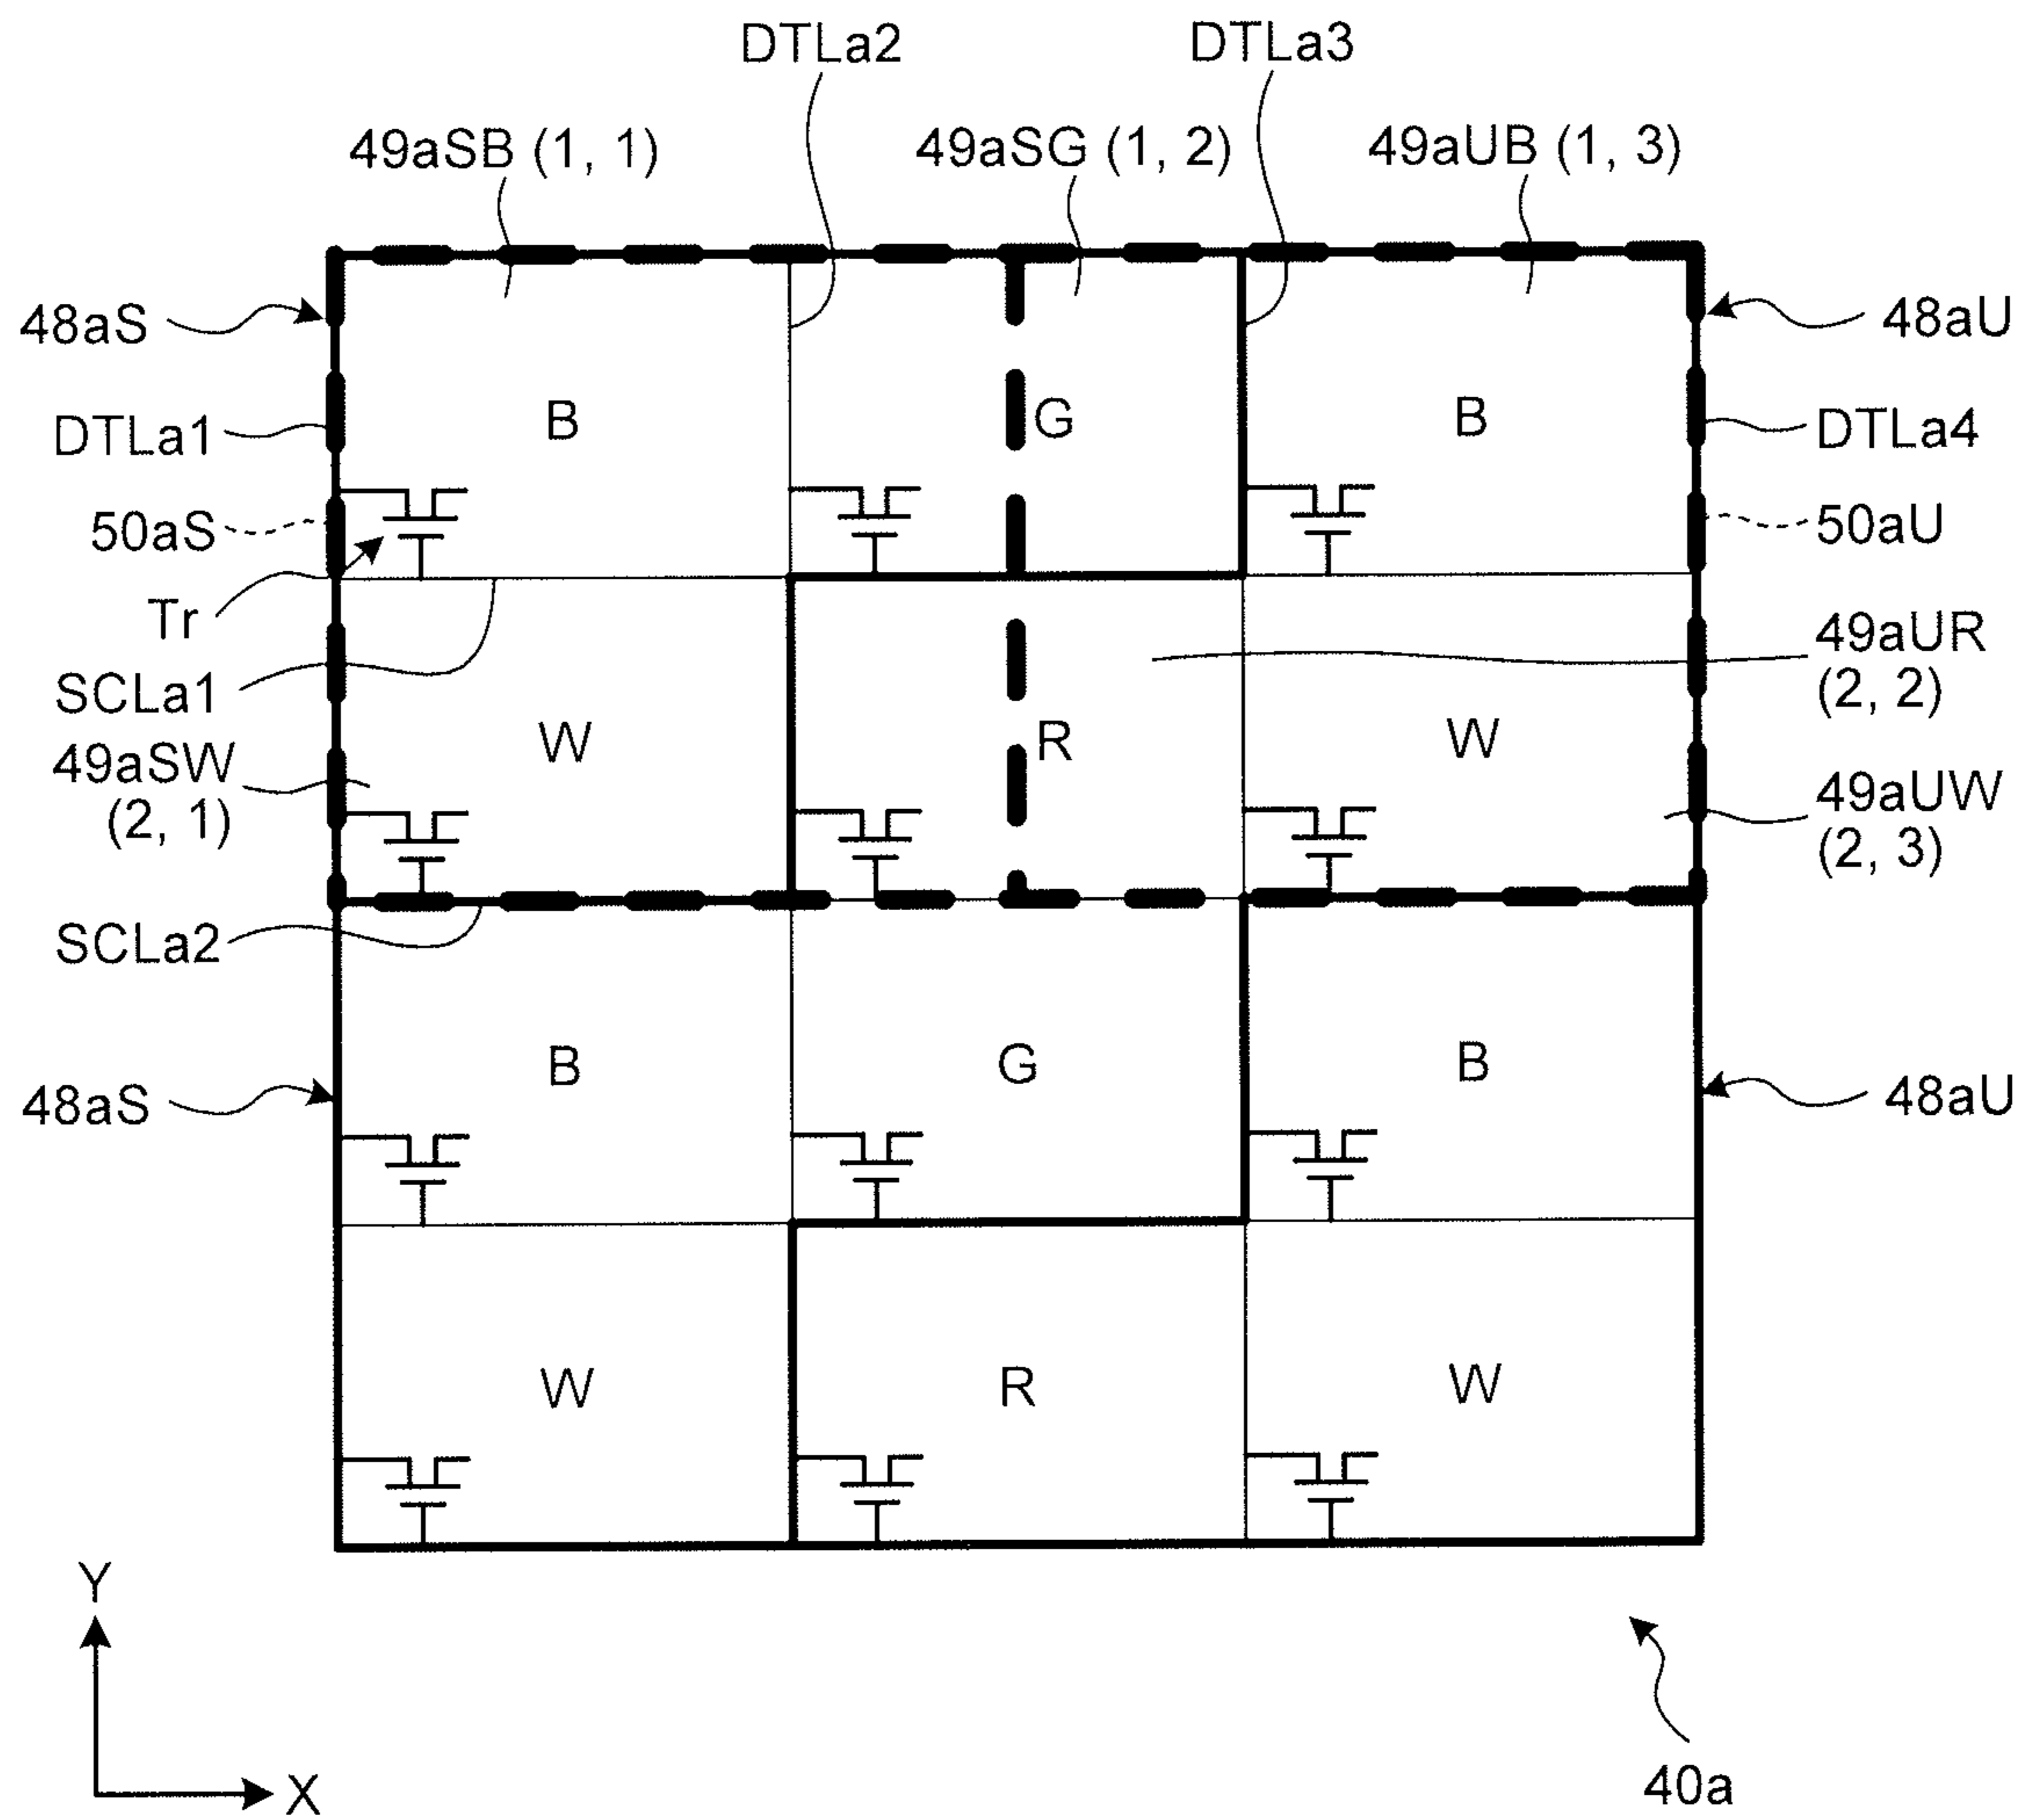 DTLa2 DTLa3
49aSB (1, 1) 49aSG (1, 2) 49aUB (1, 3)
48aS 48aU
DTLa1 B G B DTLa4
50aS 50aU
Tr
49aUR
SCLa1 (2, 2)
W R W
49aSW 49aUW
(2, 1) (2, 3)
SCLa2
B G B
48aS 48aU
W R W
Y
X
40a